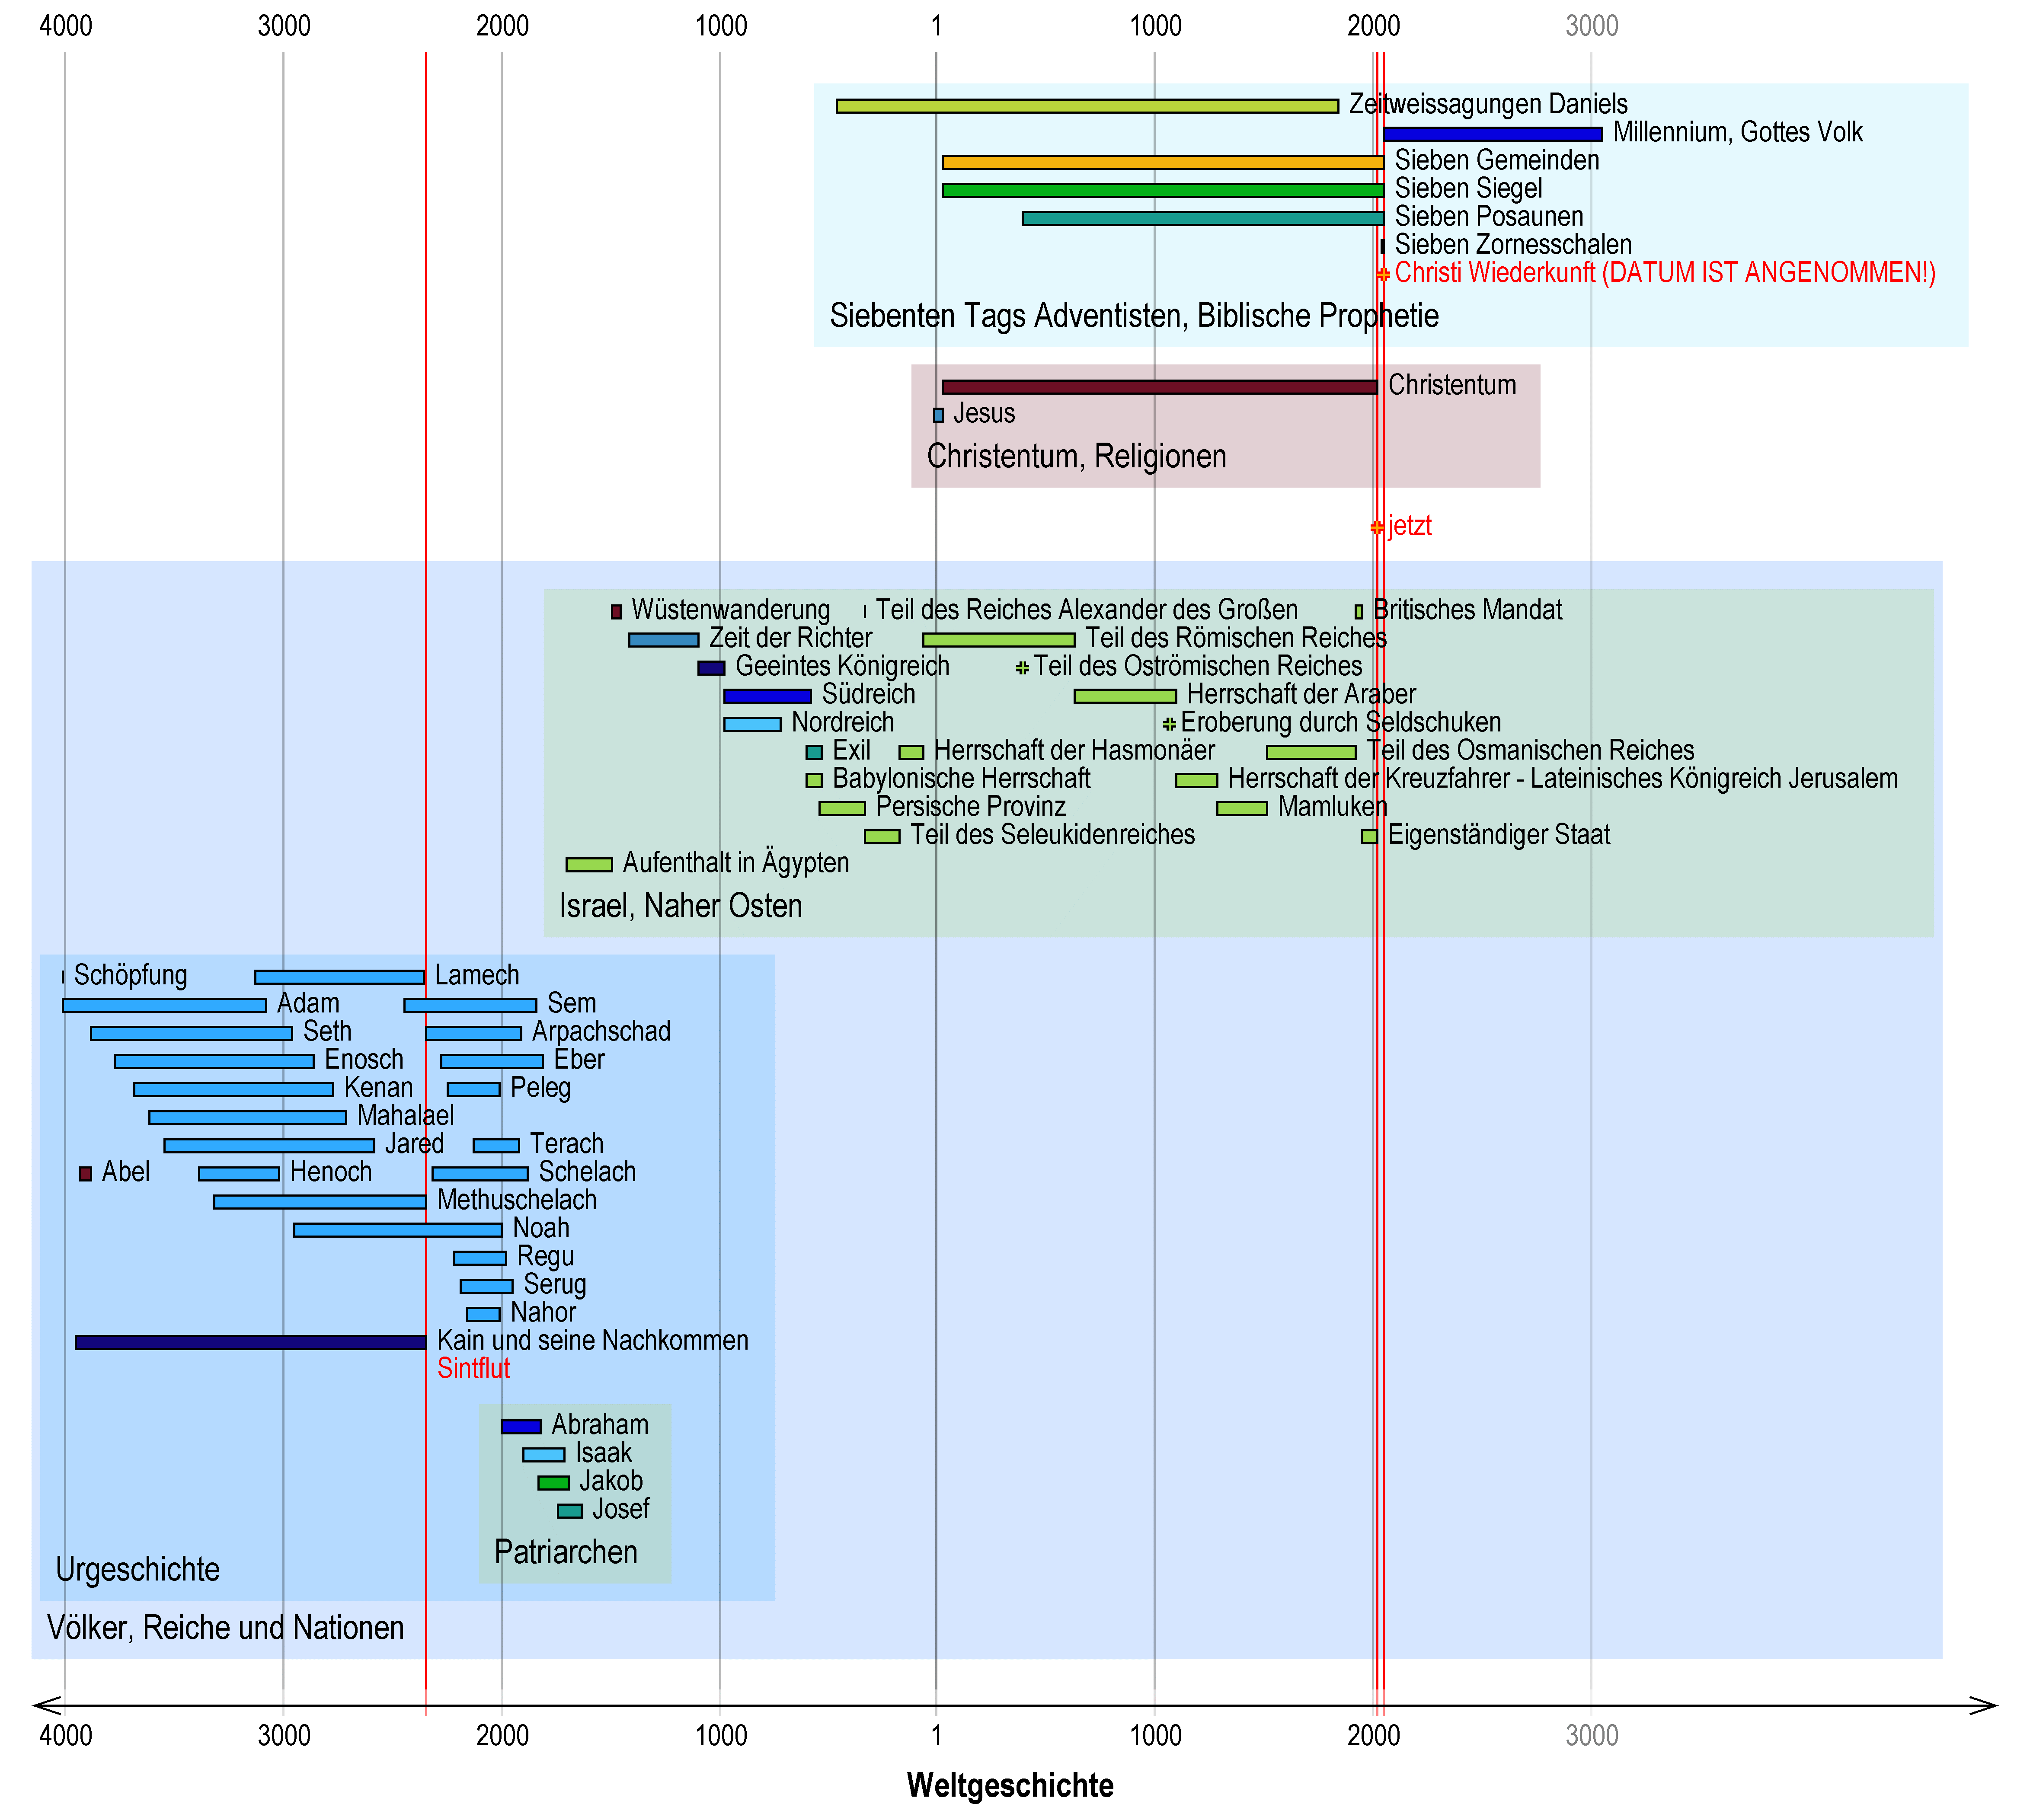 4000 3000 2000 1000 1 1000 2000 3000
Zeitweissagungen Daniels
Millennium, Gottes Volk
Sieben Gemeinden
Sieben Siegel
Sieben Posaunen
Sieben Zornesschalen
Christi Wiederkunft (DATUM IST ANGENOMMEN!)
Siebenten Tags Adventisten, Biblische Prophetie
Christentum
Jesus
Christentum, Religionen
jetzt
Wüstenwanderung Teil des Reiches Alexander des Großen Britisches Mandat
Zeit der Richter Teil des Römischen Reiches
Geeintes Königreich Teil des Oströmischen Reiches
Südreich Herrschaft der Araber
Nordreich Eroberung durch Seldschuken
Exil Herrschaft der Hasmonäer Teil des Osmanischen Reiches
Babylonische Herrschaft Herrschaft der Kreuzfahrer - Lateinisches Königreich Jerusalem
Persische Provinz Mamluken
Teil des Seleukidenreiches Eigenständiger Staat
Aufenthalt in Ägypten
Israel, Naher Osten
Schöpfung Lamech
Adam Sem
Seth Arpachschad
Enosch Eber
Kenan Peleg
Mahalael
Jared Terach
Abel Henoch Schelach
Methuschelach
Noah
Regu
Serug
Nahor
Kain und seine Nachkommen
Sintflut
Abraham
Isaak
Jakob
Josef
Patriarchen
Urgeschichte
Völker, Reiche und Nationen
4000 3000 2000 1000 1 1000 2000 3000
Weltgeschichte